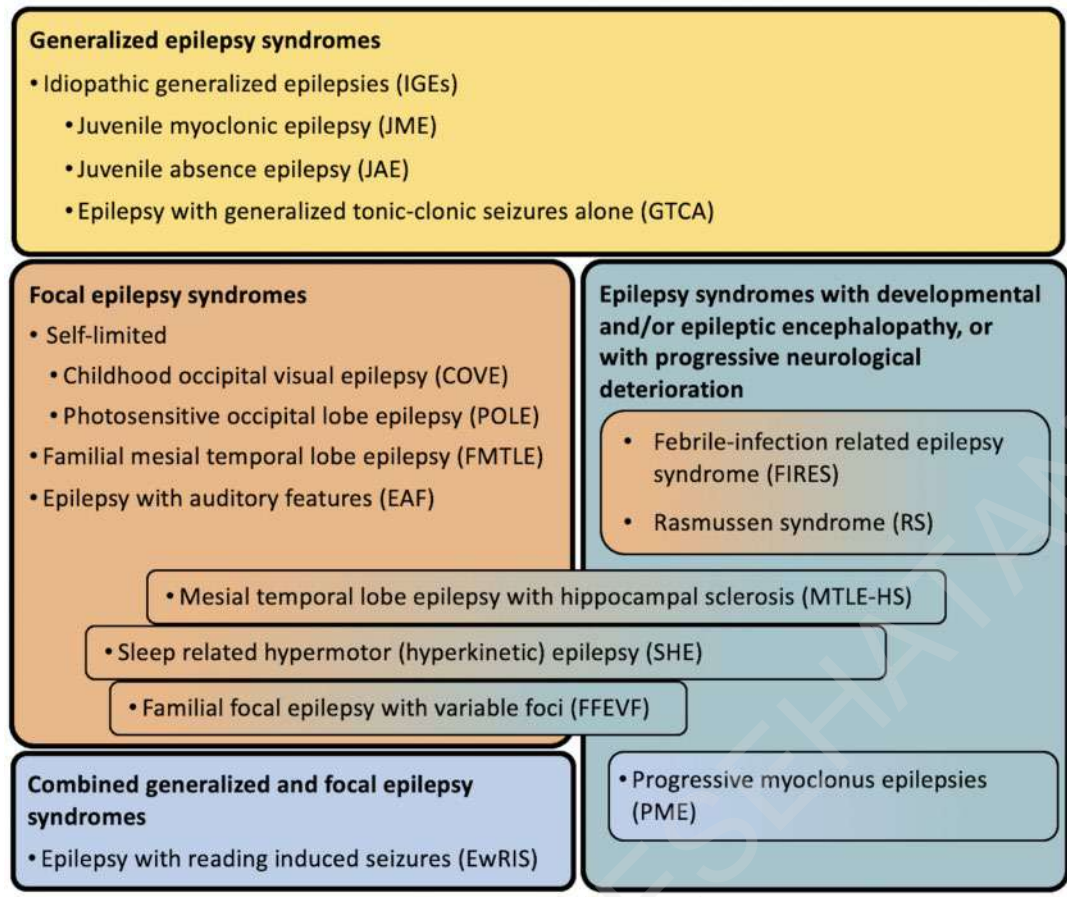 Generalized epilepsy syndromes
• Idiopathic generalized epilepsies (IGEs)
• Juvenile myoclonic epilepsy (JME)
• Juvenile absence epilepsy (JAE)
• Epilepsy with generalized tonic-clonic seizures alone (GTCA)
Focal epilepsy syndromes
• Self-limited
• Childhood occipital visual epilepsy (COVE)
• Photosensitive occipital lobe epilepsy (POLE)
• Familial mesial temporal lobe epilepsy (FMTLE)
• Epilepsy with auditory features (EAF)
Epilepsy syndromes with developmental
and/or epileptic encephalopathy, or
with progressive neurological
deterioration
• Febrile-infection related epilepsy
syndrome (FIRES)
• Rasmussen syndrome (RS)
• Mesial temporal lobe epilepsy with hippocampal sclerosis (MTLE-HS)
• Sleep related hypermotor (hyperkinetic) epilepsy (SHE)
• Familial focal epilepsy with variable foci (FFEVF)
Combined generalized and focal epilepsy
syndromes
• Epilepsy with reading induced seizures (EwRIS)
• Progressive myoclonus epilepsies
(PME)